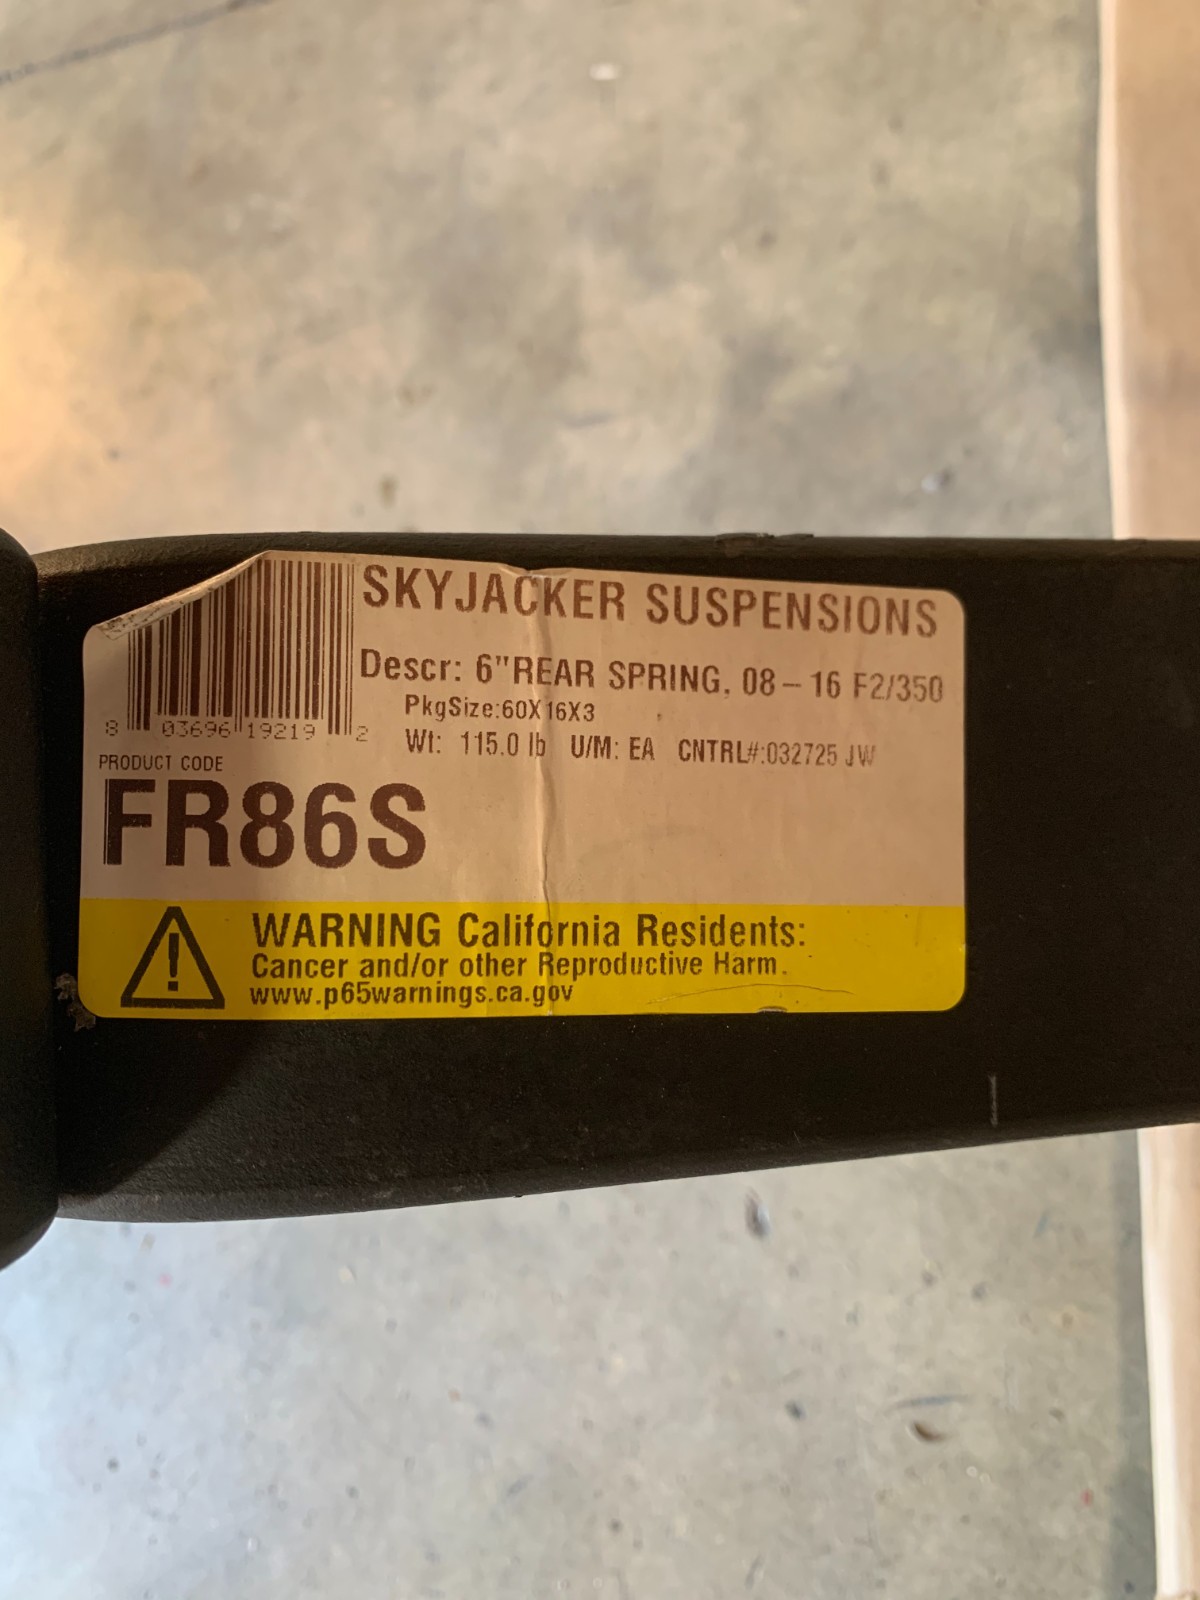 SKYJACKER SUSPENSIONS
Descr: 6"REAR SPRING, 08-16 F2/350
PkgSize:60X16X3
Wt: 115.0 lb U/M: EA CNTRL#:032725 JW
8 03696 19219 2
PRODUCT CODE
FR86S
WARNING California Residents:
Cancer and/or other Reproductive Harm.
www.p65warnings.ca.gov